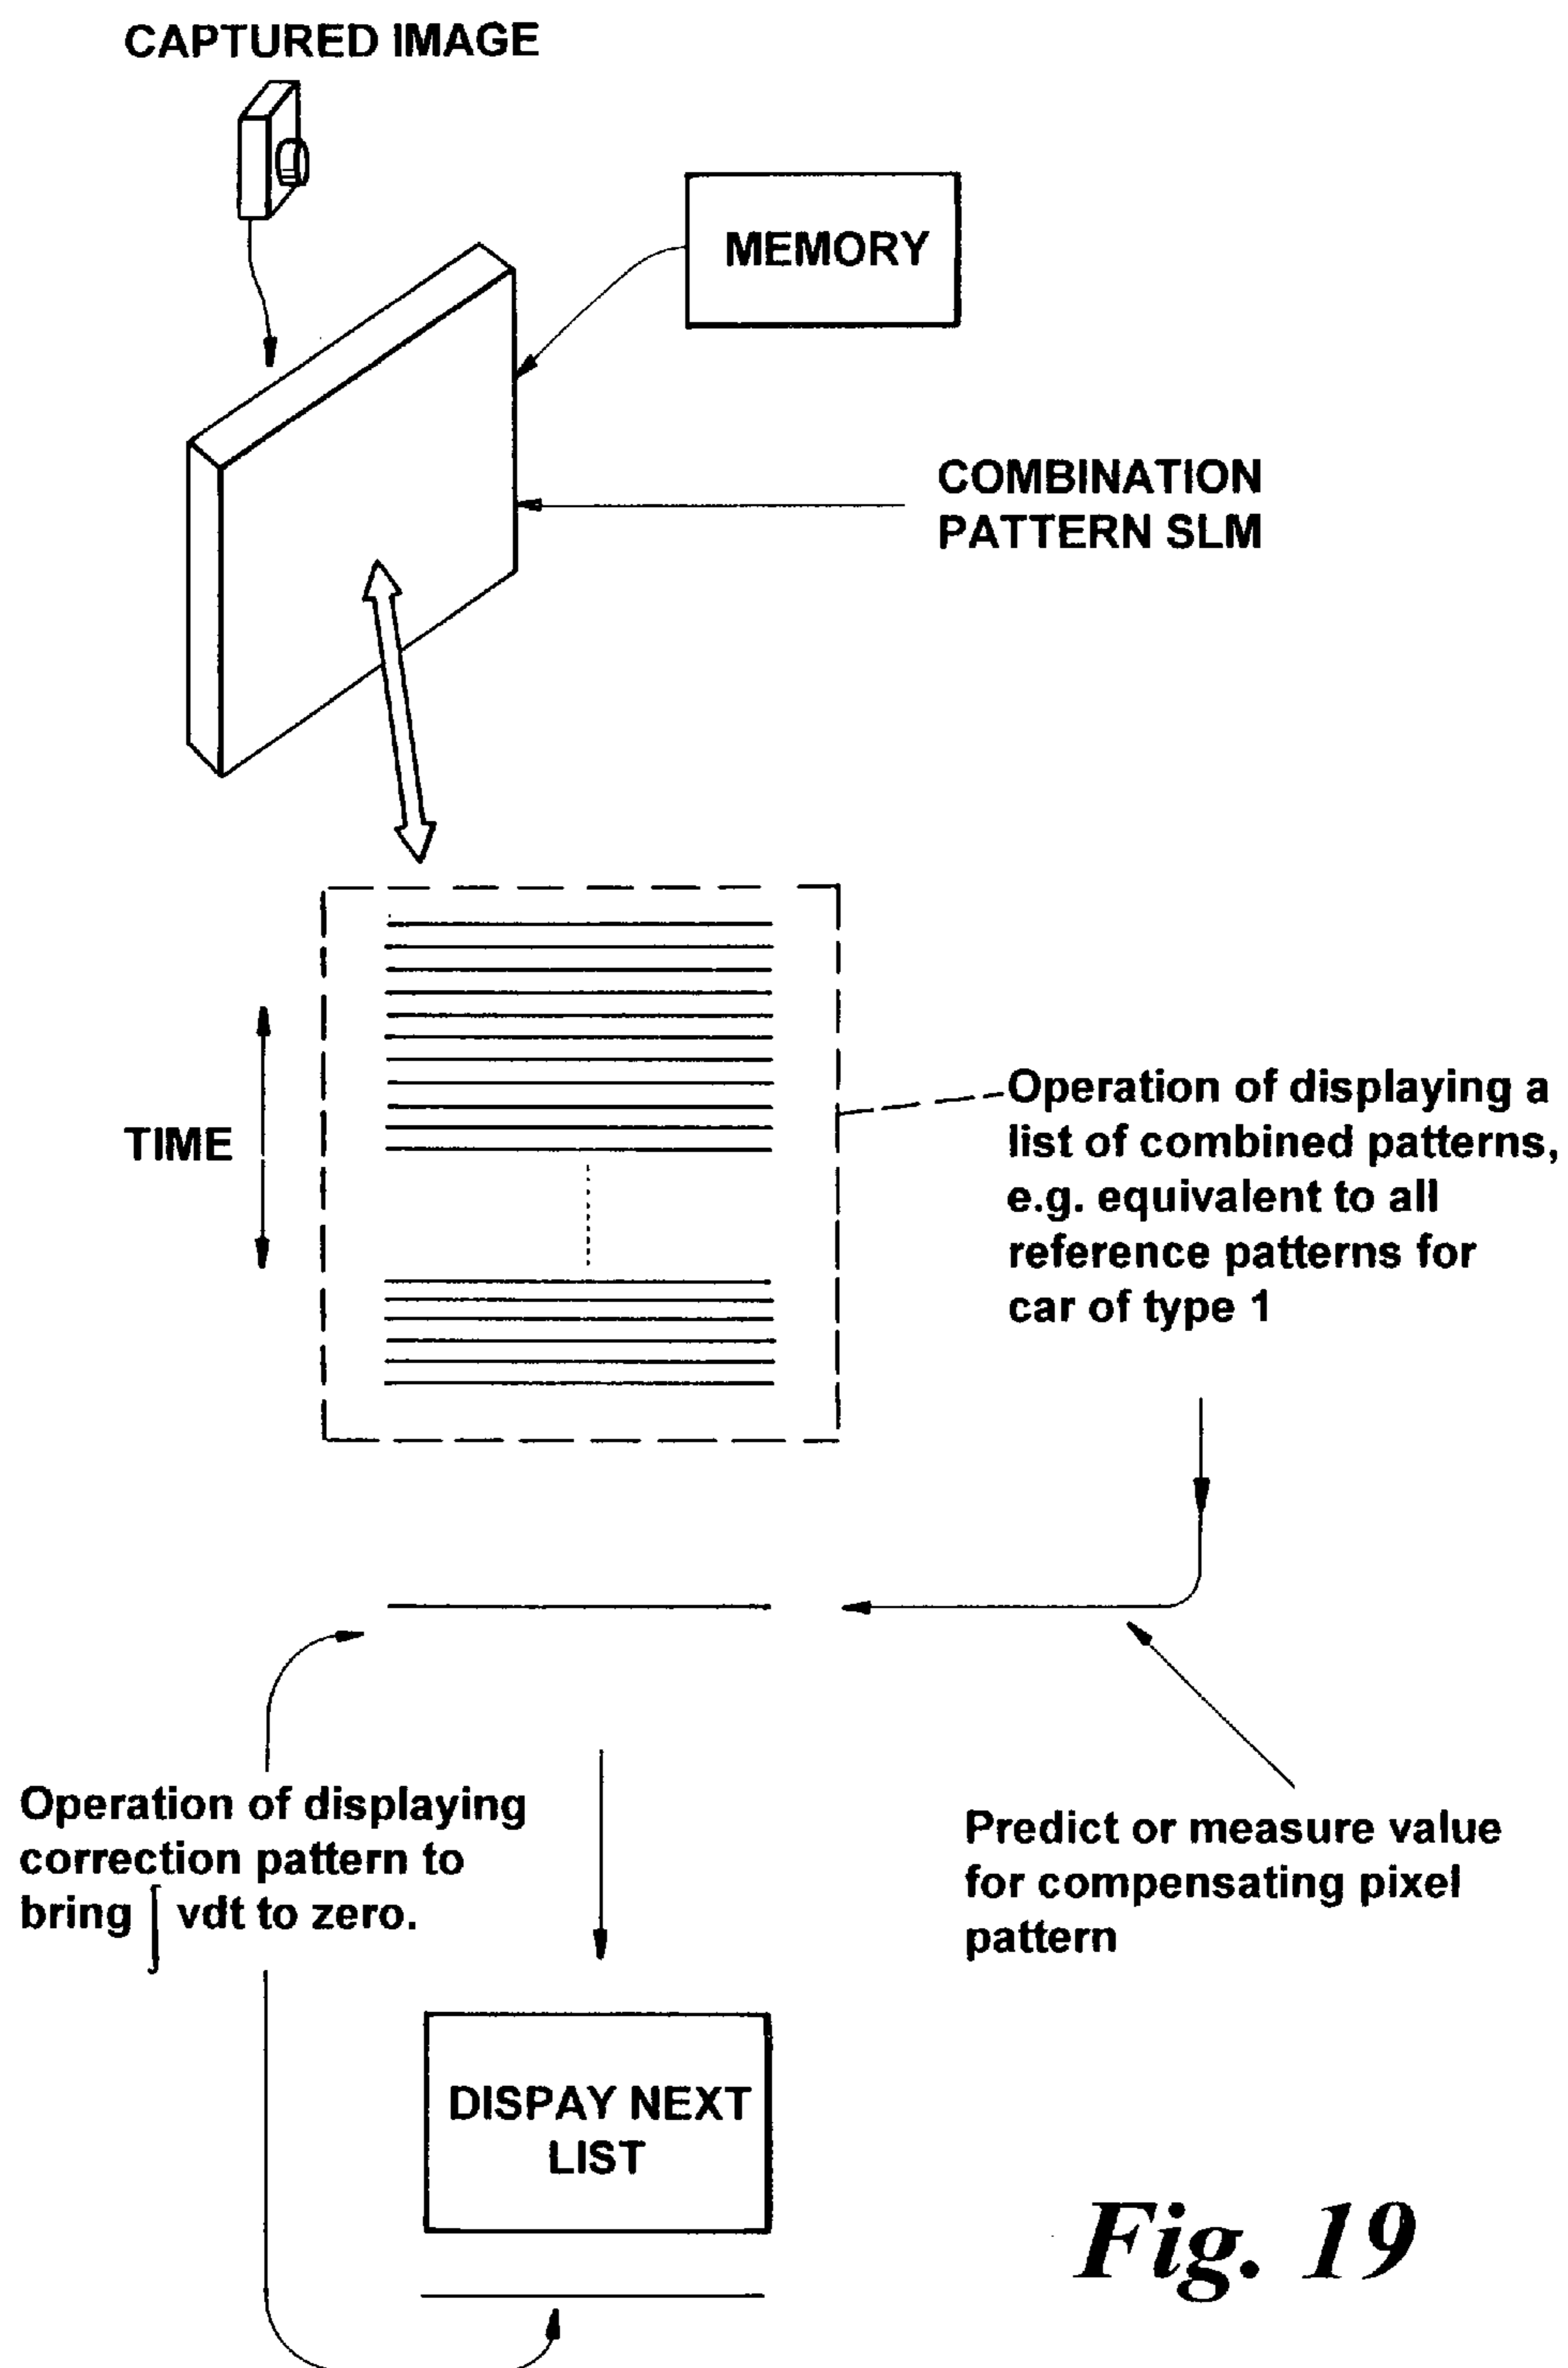 CAPTURED IMAGE
MEMORY
COMBINATION
PATTERN SLM
TIME
Operation of displaying a
list of combined patterns,
e.g. equivalent to all
reference patterns for
car of type 1
Operation of displaying
correction pattern to
bring ∫ vdt to zero.
Predict or measure value
for compensating pixel
pattern
DISPAY NEXT
LIST
Fig. 19